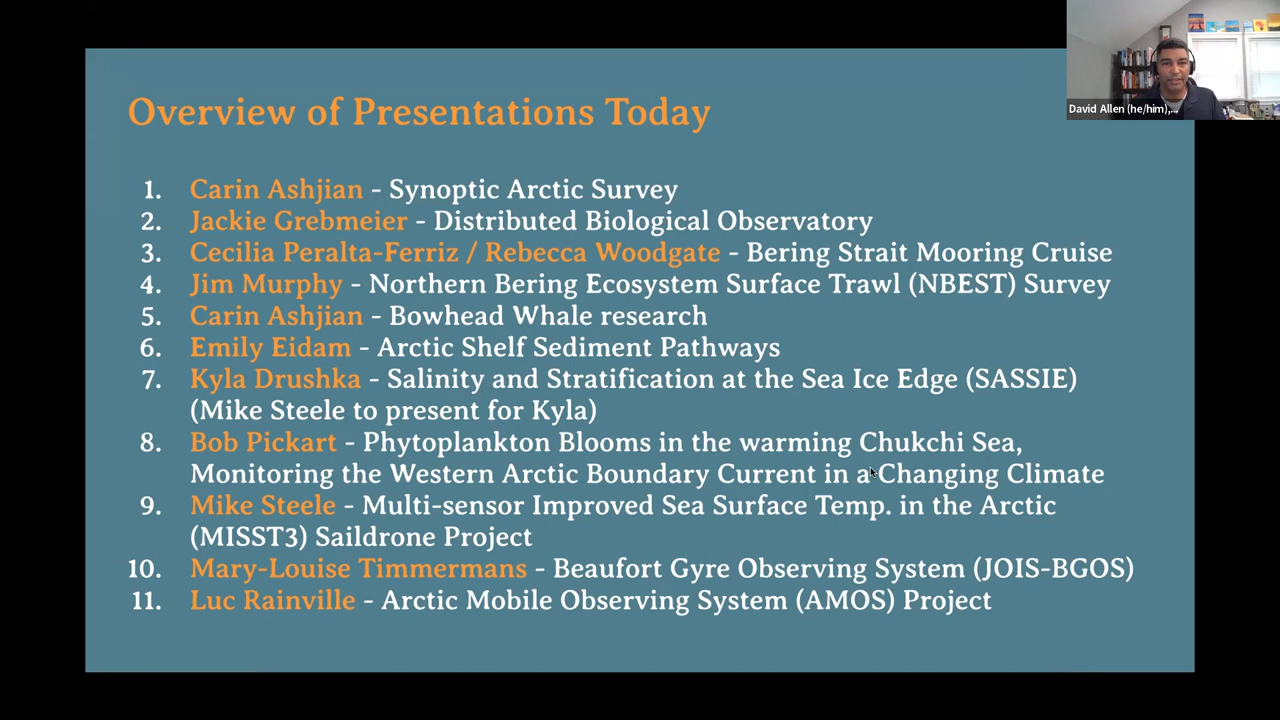 Overview of Presentations Today
David Allen (he/him),...
1. Carin Ashjian - Synoptic Arctic Survey
2. Jackie Grebmeier - Distributed Biological Observatory
3. Cecilia Peralta-Ferriz / Rebecca Woodgate - Bering Strait Mooring Cruise
4. Jim Murphy - Northern Bering Ecosystem Surface Trawl (NBEST) Survey
5. Carin Ashjian - Bowhead Whale research
6. Emily Eidam - Arctic Shelf Sediment Pathways
7. Kyla Drushka - Salinity and Stratification at the Sea Ice Edge (SASSIE)
(Mike Steele to present for Kyla)
8. Bob Pickart - Phytoplankton Blooms in the warming Chukchi Sea,
Monitoring the Western Arctic Boundary Current in a Changing Climate
9. Mike Steele - Multi-sensor Improved Sea Surface Temp. in the Arctic
(MISST3) Saildrone Project
10. Mary-Louise Timmermans - Beaufort Gyre Observing System (JOIS-BGOS)
11. Luc Rainville - Arctic Mobile Observing System (AMOS) Project